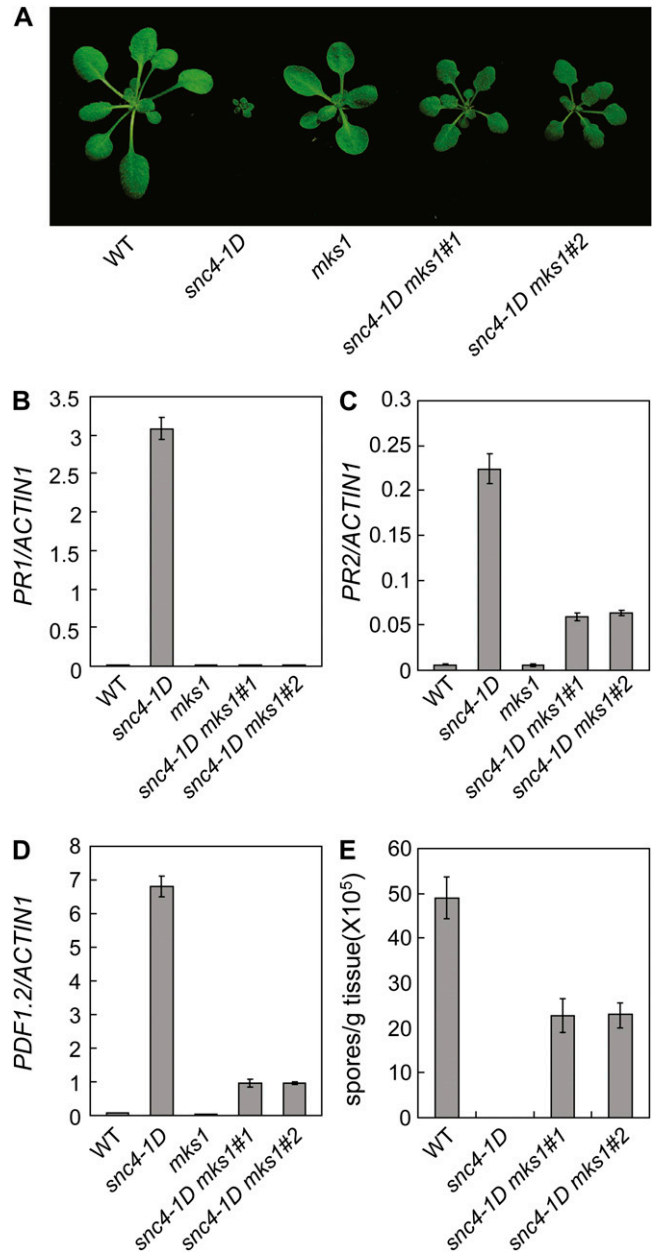 A
WT
snc4-1D
mks1
snc4-1D mks1#1
snc4-1D mks1#2
B
PR1/ACTIN1
3.5
3
2.5
2
1.5
1
0.5
0
WT
snc4-1D
mks1
snc4-1D mks1#1
snc4-1D mks1#2
C
PR2/ACTIN1
0.3
0.25
0.2
0.15
0.1
0.05
0
WT
snc4-1D
mks1
snc4-1D mks1#1
snc4-1D mks1#2
D
PDF1.2/ACTIN1
8
7
6
5
4
3
2
1
0
WT
snc4-1D
mks1
snc4-1D mks1#1
snc4-1D mks1#2
E
spores/g tissue(X10⁵)
60
50
40
30
20
10
0
WT
snc4-1D
snc4-1D mks1#1
snc4-1D mks1#2